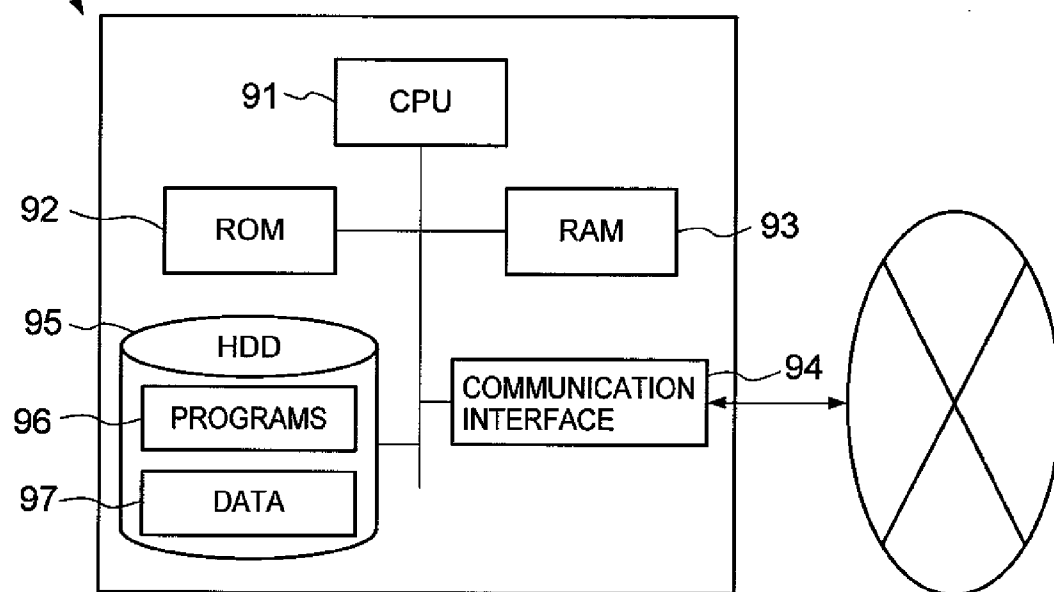 91
CPU
92
ROM
RAM
93
95
HDD
COMMUNICATION
INTERFACE
94
96
PROGRAMS
97
DATA